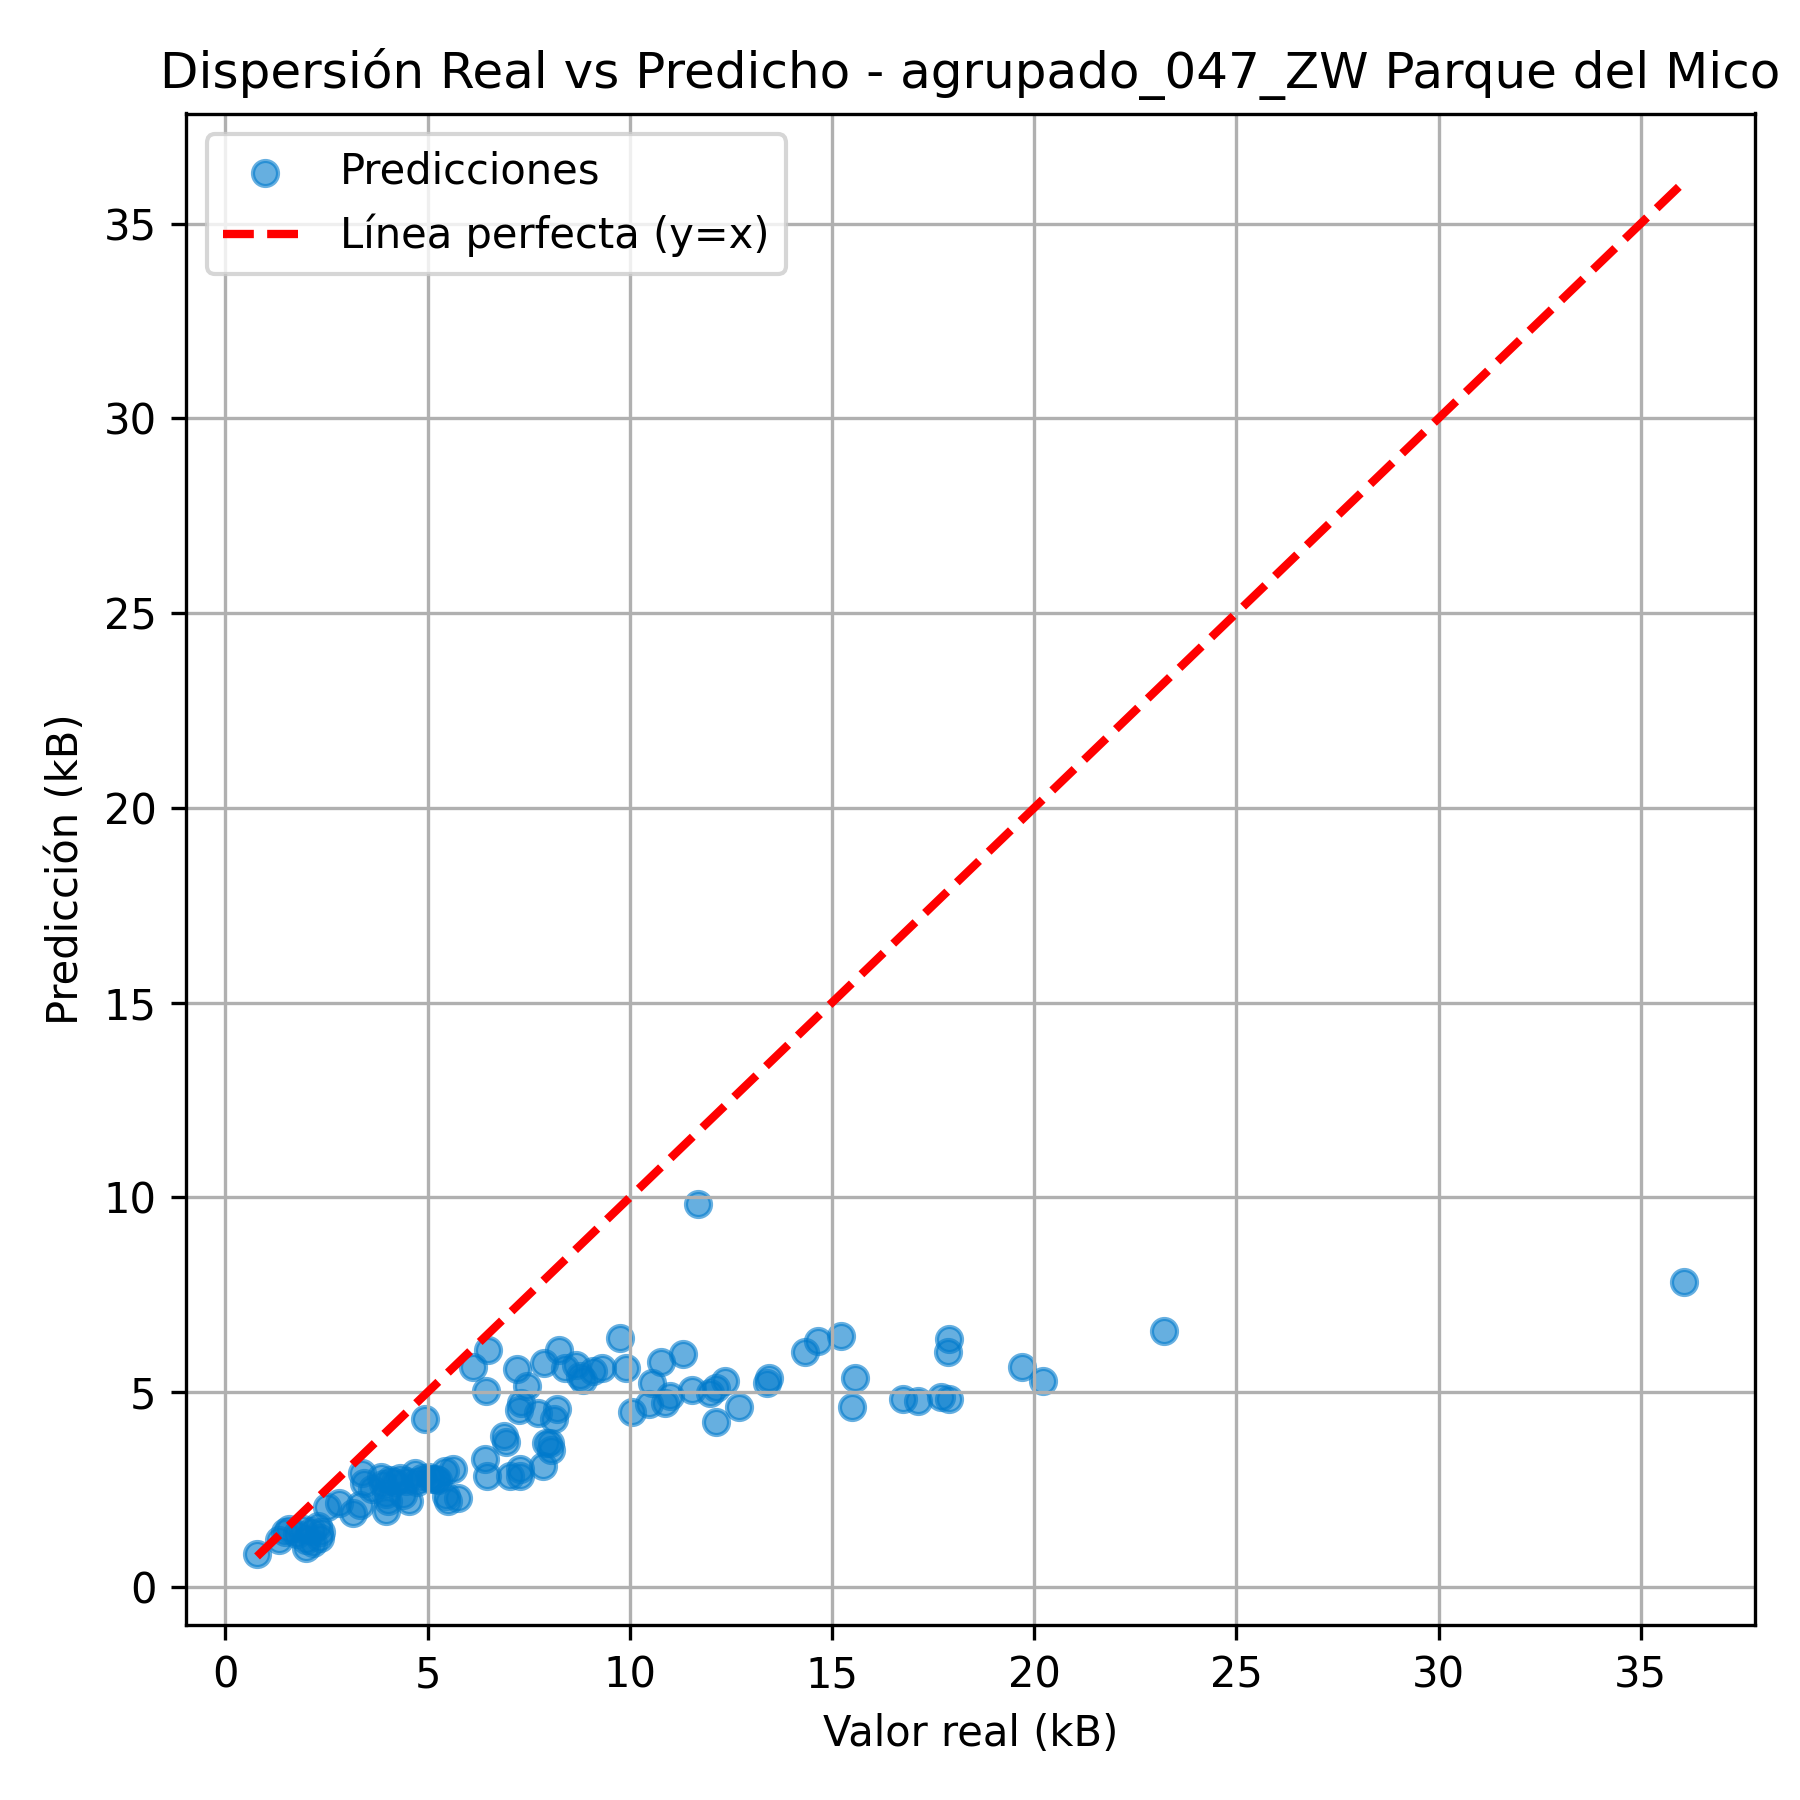 Dispersión Real vs Predicho - agrupado_047_ZW Parque del Mico
Predicciones
Línea perfecta (y=x)
35
30
25
20
15
10
5
0
Predicción (kB)
0 5 10 15 20 25 30 35
Valor real (kB)